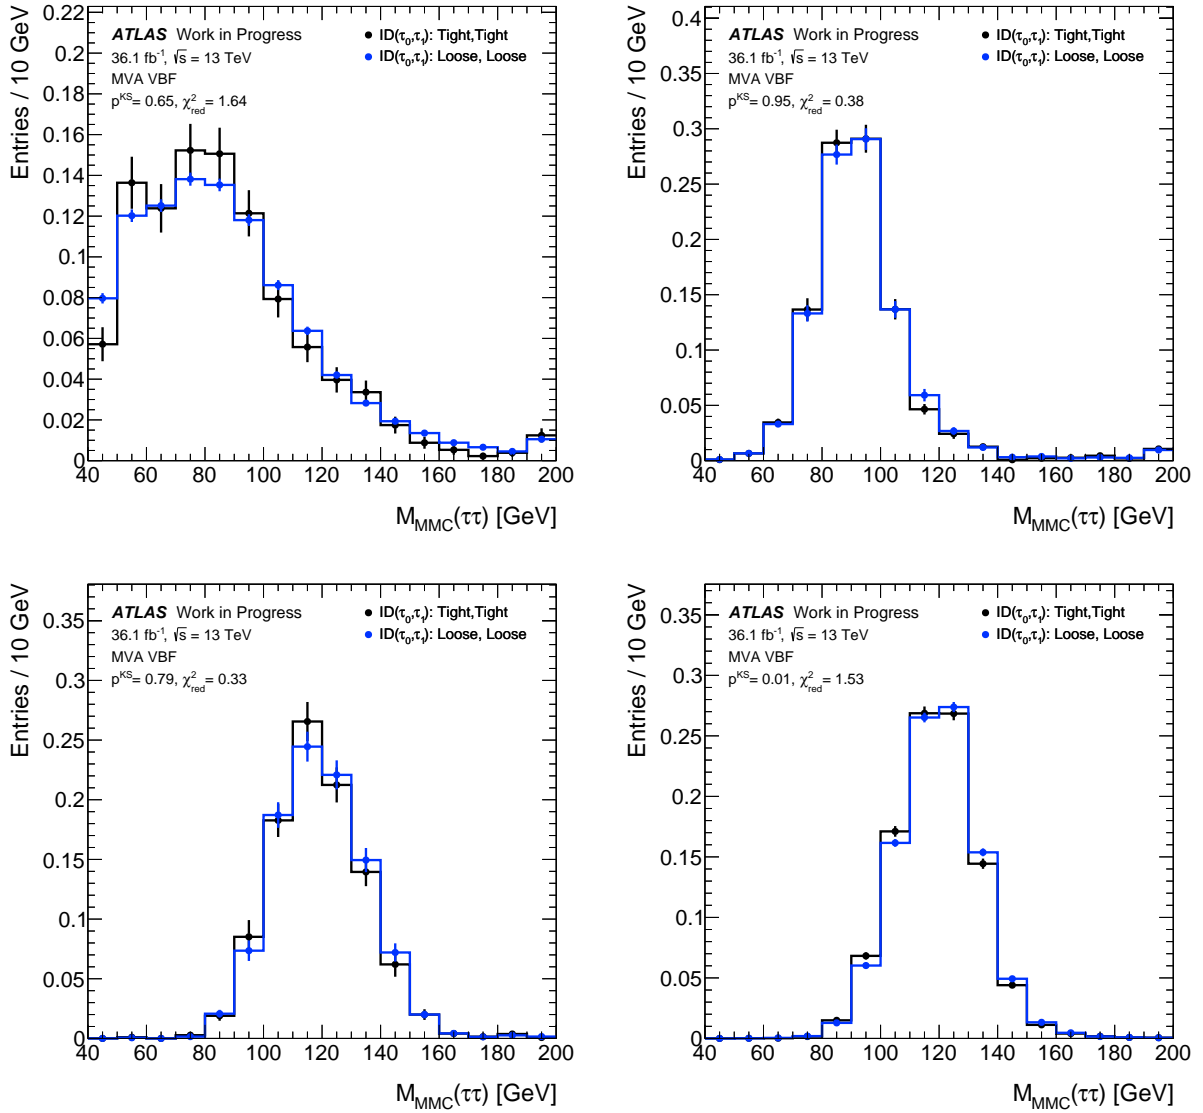 ATLAS Work in Progress
36.1 fb⁻¹, √s = 13 TeV
MVA VBF
p^KS= 0.65, χ²_red= 1.64
ID(τ₀,τ₁): Tight,Tight
ID(τ₀,τ₁): Loose, Loose
Entries / 10 GeV
0.22
0.2
0.18
0.16
0.14
0.12
0.1
0.08
0.06
0.04
0.02
0
40 60 80 100 120 140 160 180 200
M_MMC(ττ) [GeV]
ATLAS Work in Progress
36.1 fb⁻¹, √s = 13 TeV
MVA VBF
p^KS= 0.95, χ²_red= 0.38
ID(τ₀,τ₁): Tight,Tight
ID(τ₀,τ₁): Loose, Loose
Entries / 10 GeV
0.4
0.35
0.3
0.25
0.2
0.15
0.1
0.05
0
40 60 80 100 120 140 160 180 200
M_MMC(ττ) [GeV]
ATLAS Work in Progress
36.1 fb⁻¹, √s = 13 TeV
MVA VBF
p^KS= 0.79, χ²_red= 0.33
ID(τ₀,τ₁): Tight,Tight
ID(τ₀,τ₁): Loose, Loose
Entries / 10 GeV
0.35
0.3
0.25
0.2
0.15
0.1
0.05
0
40 60 80 100 120 140 160 180 200
M_MMC(ττ) [GeV]
ATLAS Work in Progress
36.1 fb⁻¹, √s = 13 TeV
MVA VBF
p^KS= 0.01, χ²_red= 1.53
ID(τ₀,τ₁): Tight,Tight
ID(τ₀,τ₁): Loose, Loose
Entries / 10 GeV
0.35
0.3
0.25
0.2
0.15
0.1
0.05
0
40 60 80 100 120 140 160 180 200
M_MMC(ττ) [GeV]